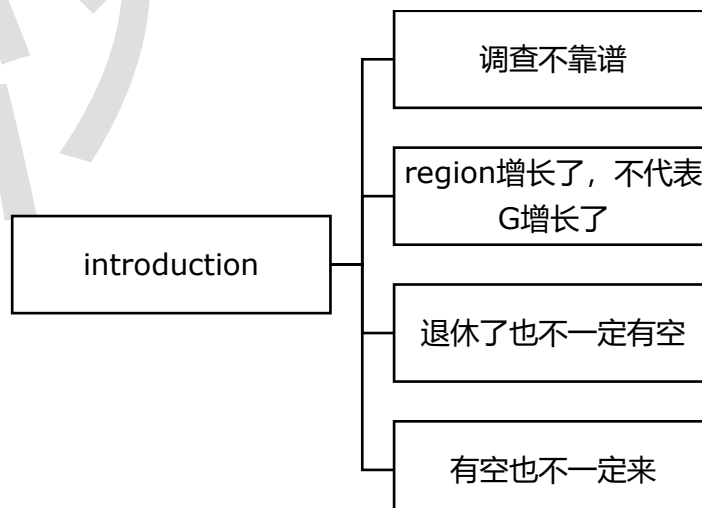 introduction
调查不靠谱
region增长了，不代表
G增长了
退休了也不一定有空
有空也不一定来